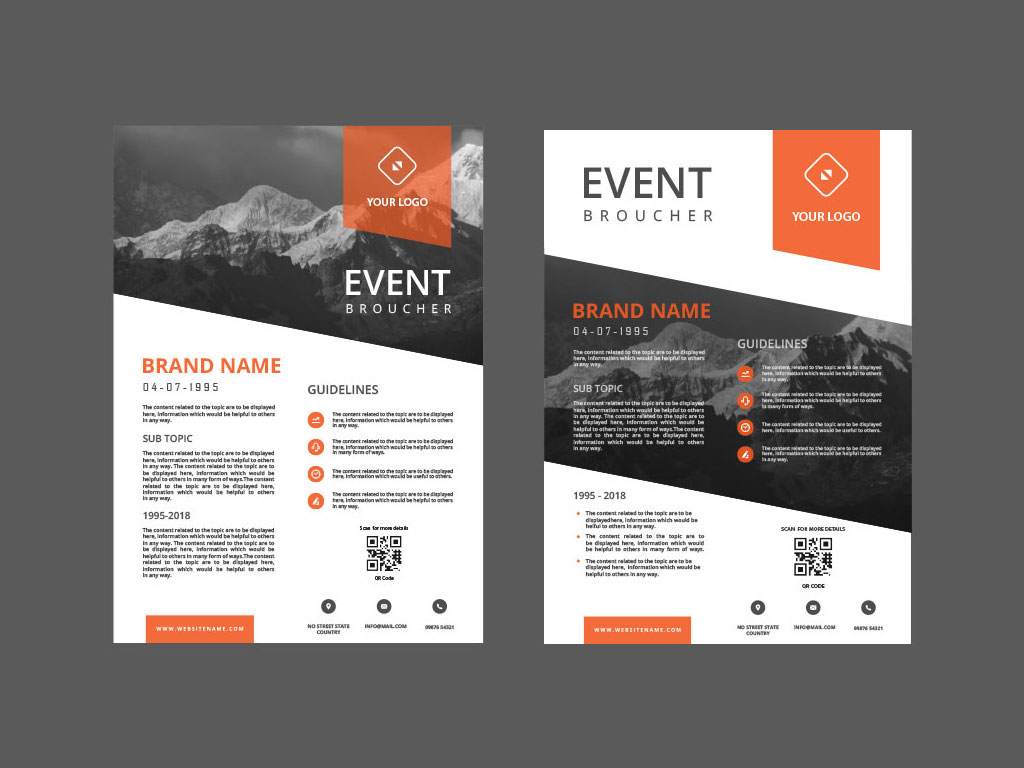 YOUR LOGO
EVENT
BROUCHER
BRAND NAME
04-07-1995
The content related to the topic are to be displayed
here, information which would be helpful to others
in any way.
SUB TOPIC
The content related to the topic are to be displayed
here, information which would be helpful to others
in any way. The content related to the topic are to
be displayed here, information which would be
helpful to others in many form of ways.The content
related to the topic are to be displayed here,
information which would be helpful to others
in any way.
1995-2018
The content related to the topic are to be displayed
here, information which would be helpful to others
in any way. The content related to the topic are to
be displayed here, information which would be
helpful to others in many form of ways.The content
related to the topic are to be displayed here,
information which would be helpful to others
in any way.
WWW.WEBSITENAME.COM
GUIDELINES
The content related to the topic are to be displayed
here, information which would be helpful to others
in any way.
The content related to the topic are to be displayed
here, information which would be helpful to others
in many form of ways.
The content related to the topic are to be displayed
here, information which would be useful to others.
The content related to the topic are to be displayed
here, information which would be helpful to others
in any way.
Scan for more details
QR Code
NO STREET STATE
COUNTRY
INFO@MAIL.COM
09876 54321
EVENT
BROUCHER
YOUR LOGO
BRAND NAME
04-07-1995
The content related to the topic are to be displayed
here, information which would be helpful to others
in any way.
SUB TOPIC
The content related to the topic are to be displayed
here, information which would be helpful to others
in any way. The content related to the topic are to
be displayed here, information which would be
helpful to others in many form of ways.The content
related to the topic are to be displayed here,
information which would be helpful to others
in any way.
GUIDELINES
The content related to the topic are to be displayed
here, information which would be helpful to others
in any way.
The content related to the topic are to be displayed
here, information which would be helpful to others
in many form of ways.
The content related to the topic are to be displayed
here, information which would be useful to others.
The content related to the topic are to be displayed
here, information which would be helpful to others
in any way.
1995 - 2018
The content related to the topic are to be
displayedhere, information which would be
helful to others in any way.
The content related to the topic are to
be displayed here, information which would
be helpful to others in many form of ways.
The content related to the topic are to be
displayed here, information which would be
helpful to others in any way.
WWW.WEBSITENAME.COM
SCAN FOR MORE DETAILS
QR CODE
NO STREET STATE
COUNTRY
INFO@MAIL.COM
09876 54321